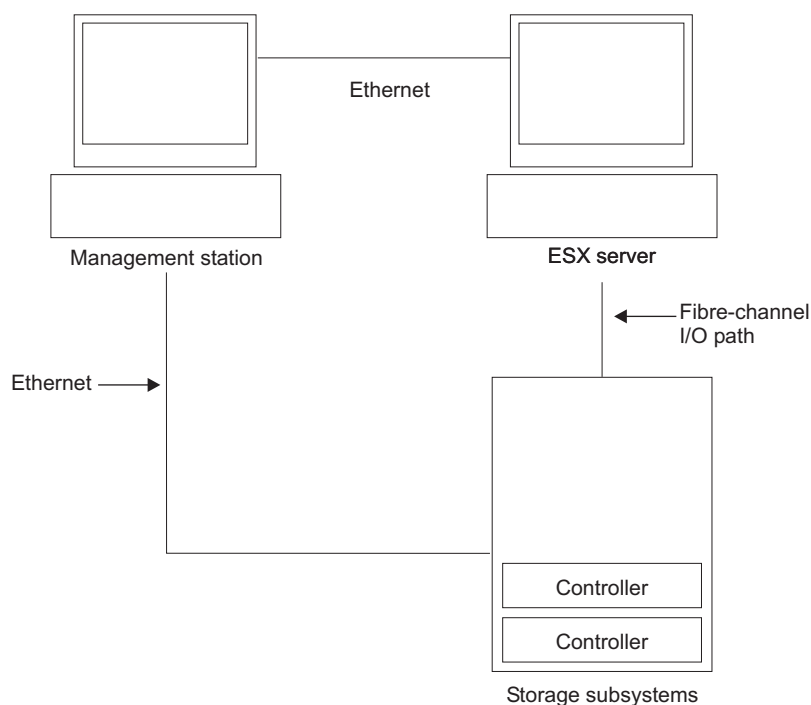 Ethernet
Management station
ESX server
Fibre-channel
I/O path
Ethernet
Controller
Controller
Storage subsystems